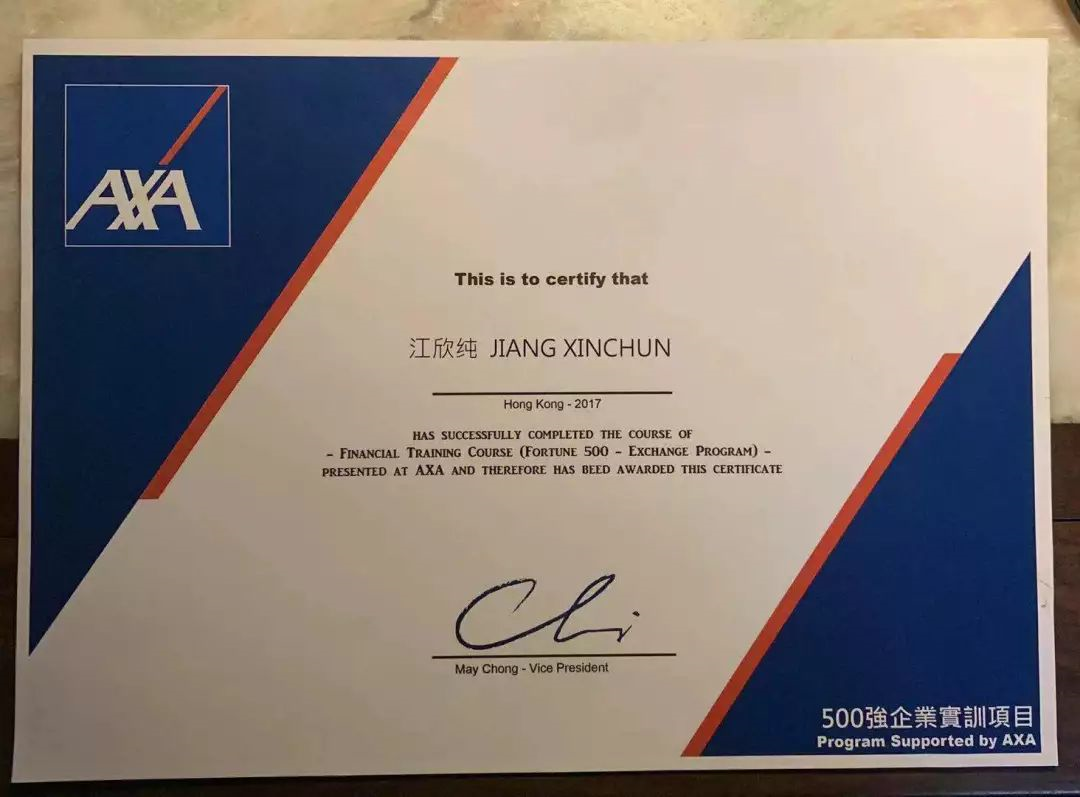 AXA
This is to certify that
江欣纯 JIANG XINCHUN
Hong Kong - 2017
HAS SUCCESSFULLY COMPLETED THE COURSE OF
- FINANCIAL TRAINING COURSE (FORTUNE 500 - EXCHANGE PROGRAM) -
PRESENTED AT AXA AND THEREFORE HAS BEED AWARDED THIS CERTIFICATE
May Chong - Vice President
500強企業實訓項目
Program Supported by AXA